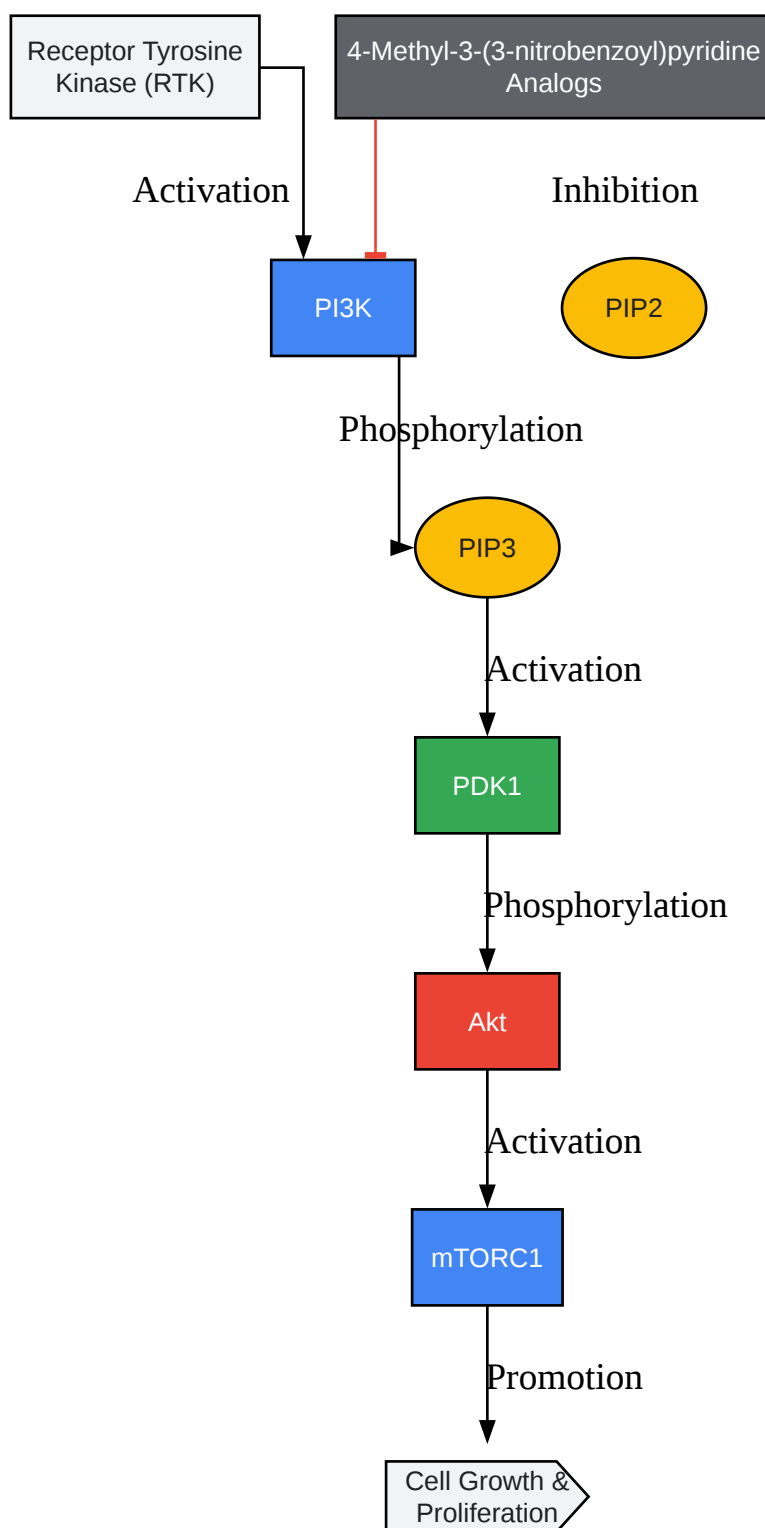 Receptor Tyrosine
Kinase (RTK)
4-Methyl-3-(3-nitrobenzoyl)pyridine
Analogs
Activation
Inhibition
PI3K
PIP2
Phosphorylation
PIP3
Activation
PDK1
Phosphorylation
Akt
Activation
mTORC1
Promotion
Cell Growth &
Proliferation